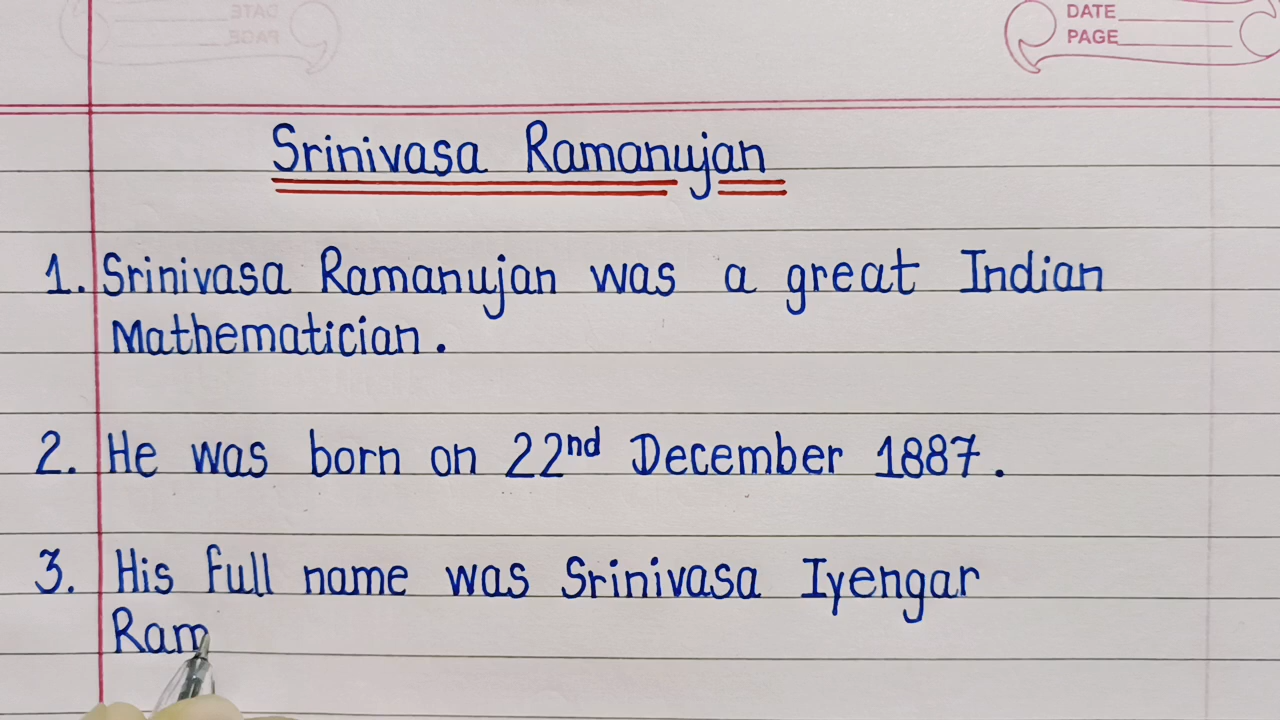 DATE
PAGE
Srinivasa Ramanujan
1. Srinivasa Ramanujan was a great Indian
Mathematician.
2. He was born on 22nd December 1887.
3. His full name was Srinivasa Iyengar
Ram